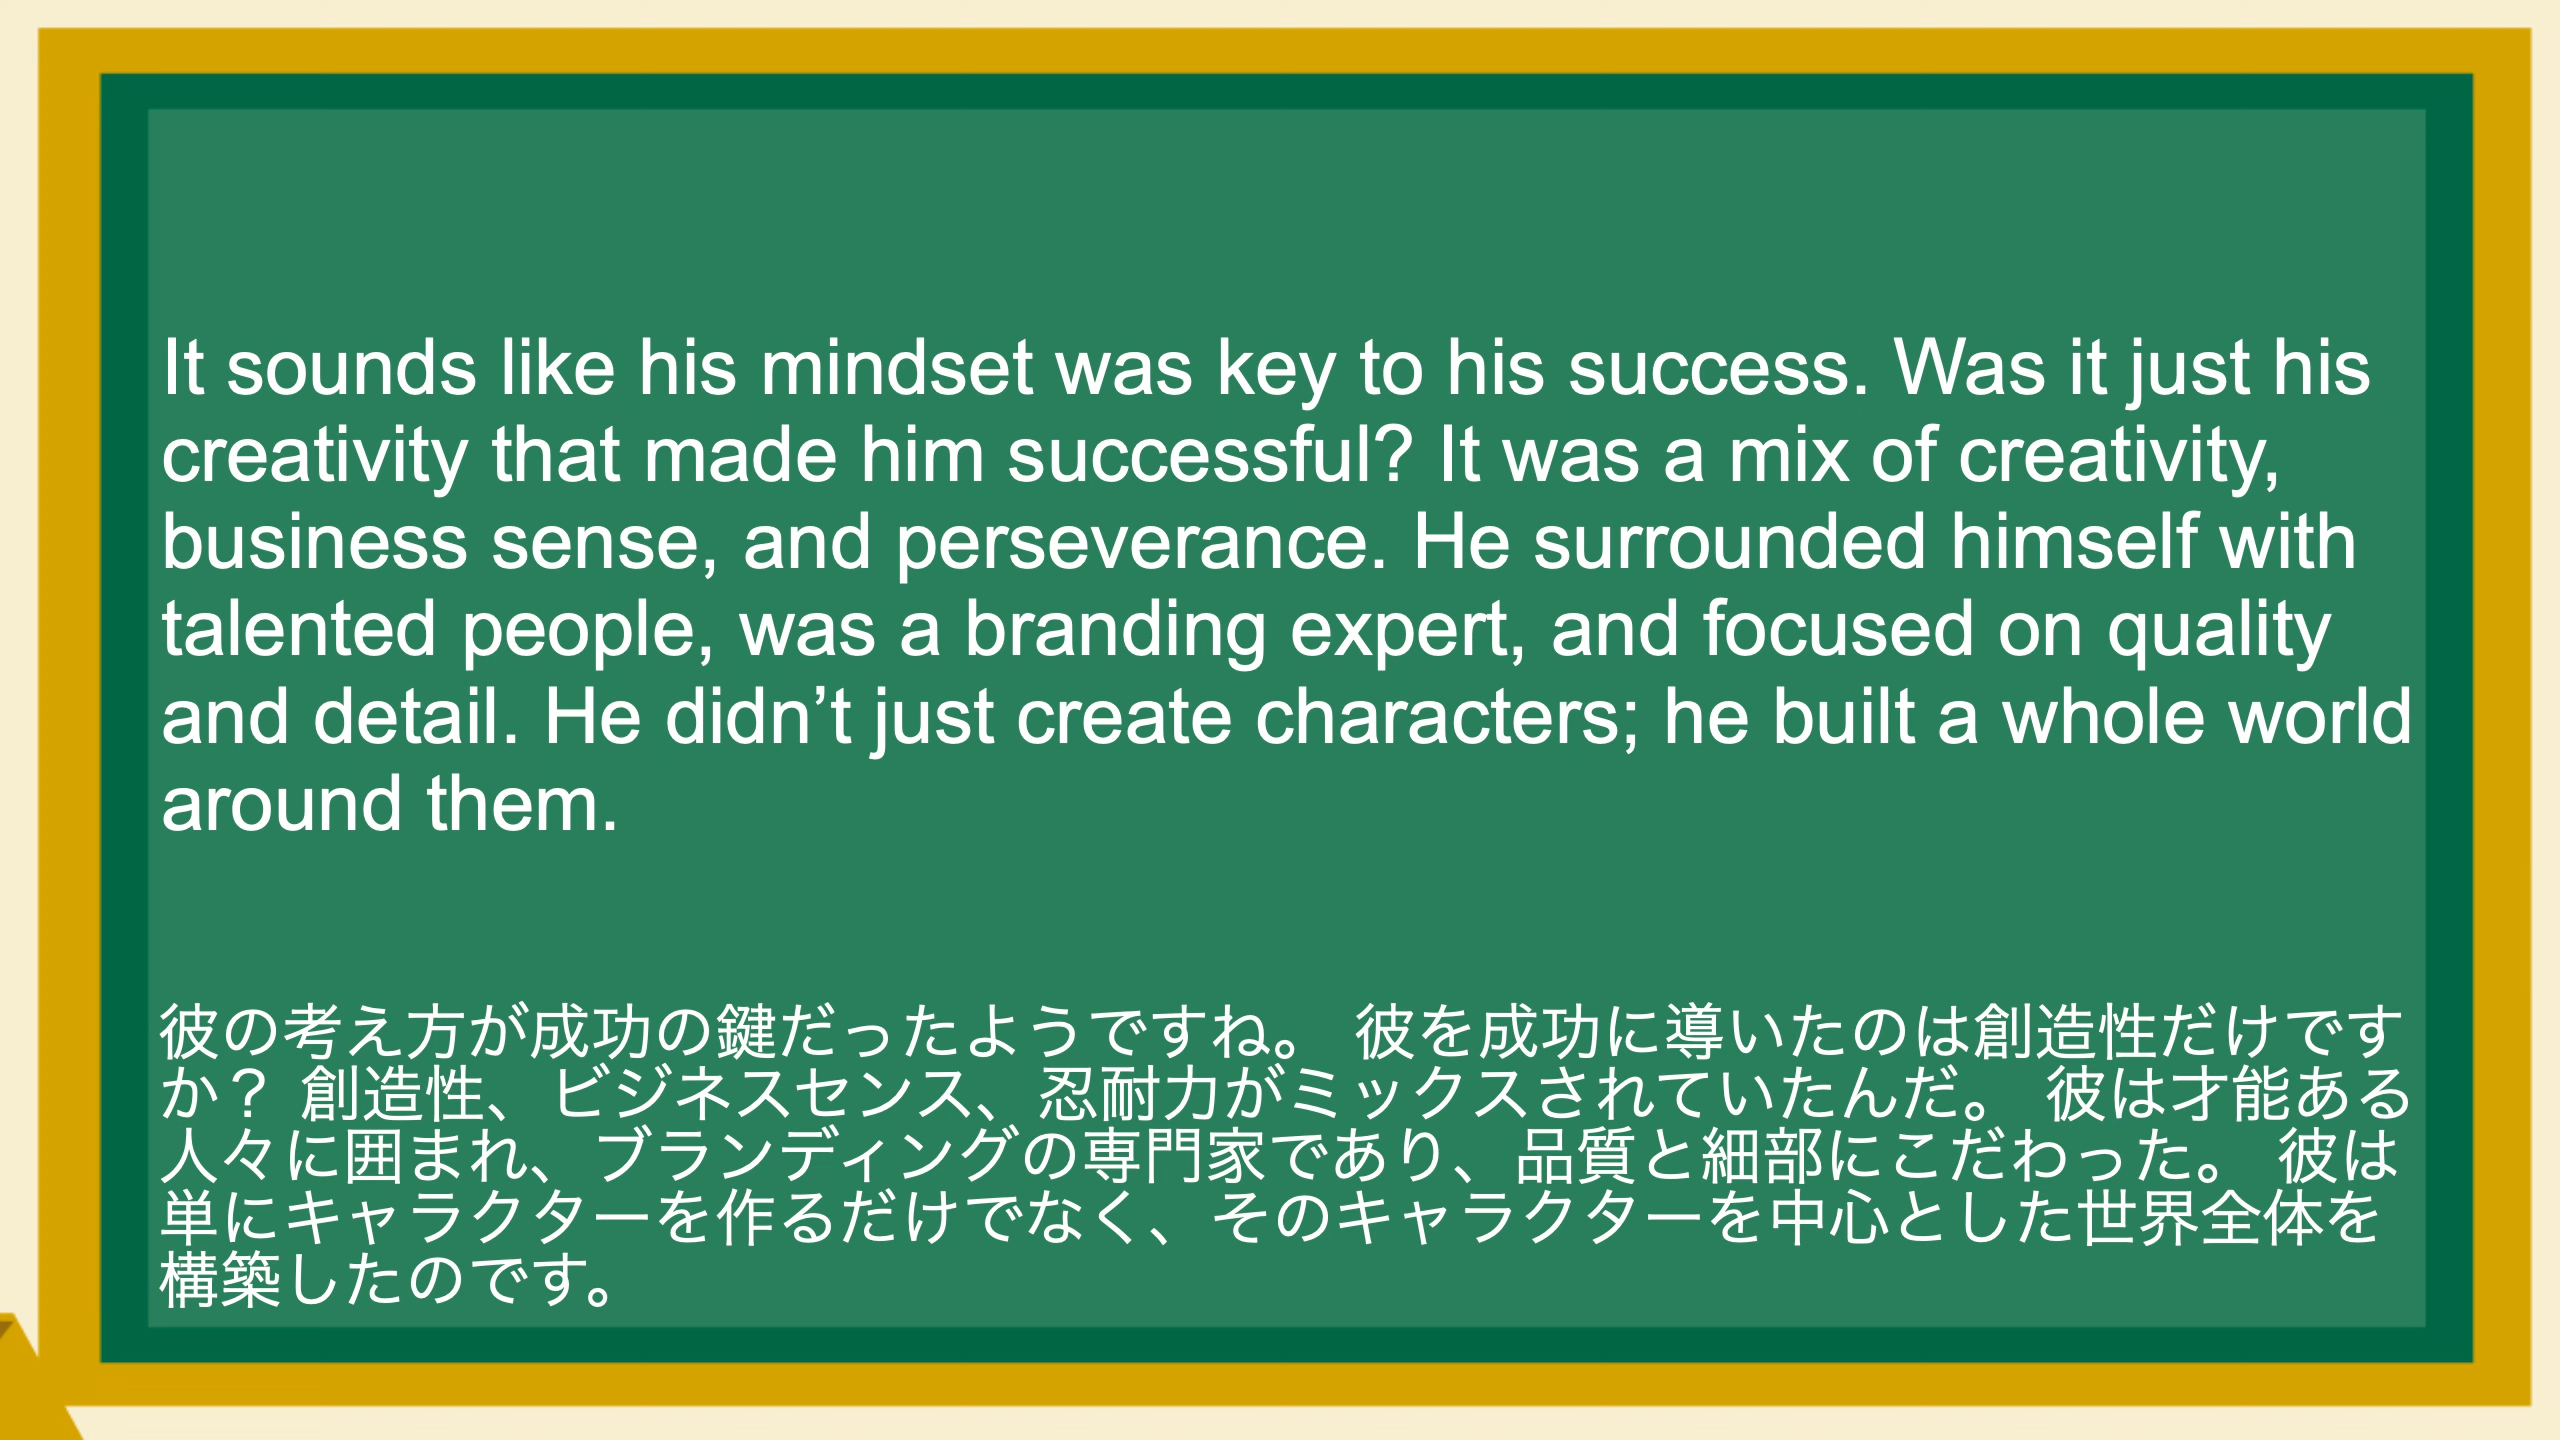 It sounds like his mindset was key to his success. Was it just his
creativity that made him successful? It was a mix of creativity,
business sense, and perseverance. He surrounded himself with
talented people, was a branding expert, and focused on quality
and detail. He didn’t just create characters; he built a whole world
around them.
彼の考え方が成功の鍵だったようですね。 彼を成功に導いたのは創造性だけです
か？ 創造性、ビジネスセンス、忍耐力がミックスされていたんだ。 彼は才能ある
人々に囲まれ、ブランディングの専門家であり、品質と細部にこだわった。 彼は
単にキャラクターを作るだけでなく、そのキャラクターを中心とした世界全体を
構築したのです。